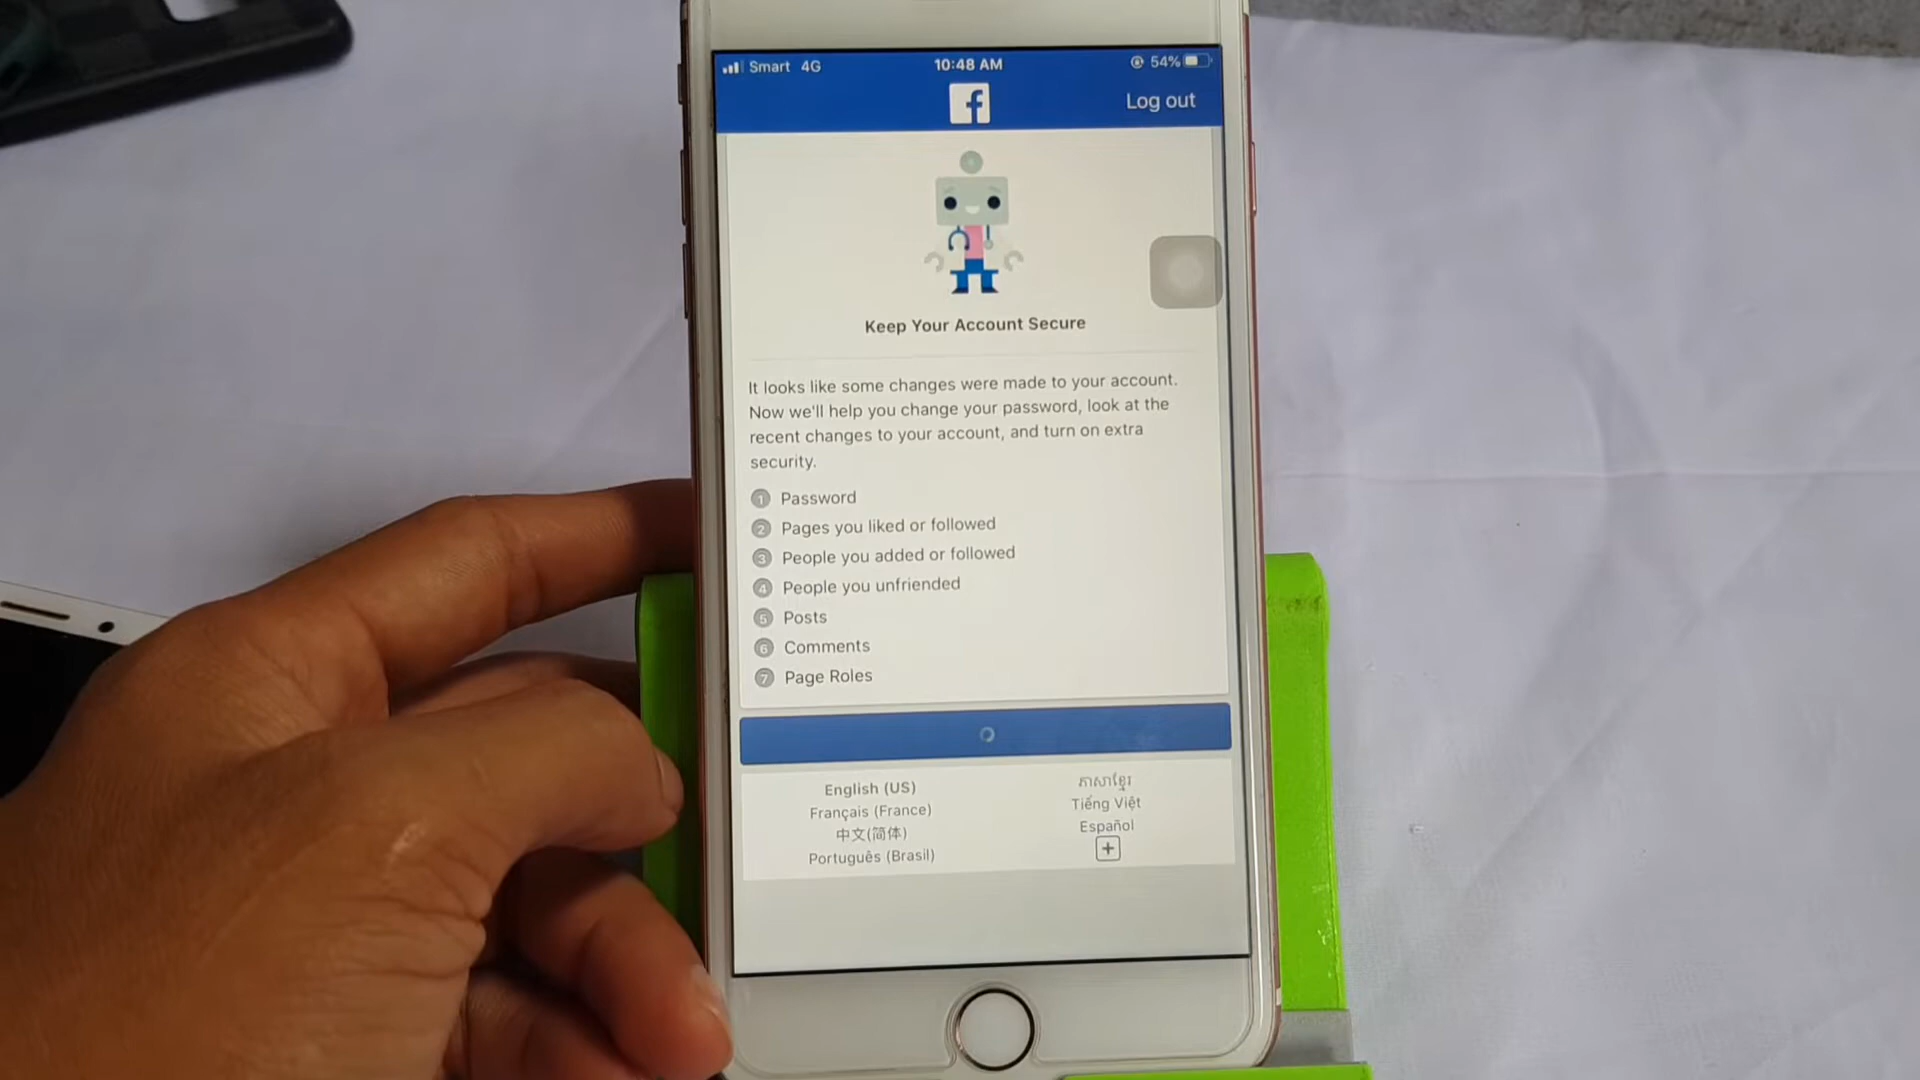 Smart 4G
10:48 AM
54%
f
Log out
Keep Your Account Secure
It looks like some changes were made to your account.
Now we'll help you change your password, look at the
recent changes to your account, and turn on extra
security.
1 Password
2 Pages you liked or followed
3 People you added or followed
4 People you unfriended
5 Posts
6 Comments
7 Page Roles
English (US)
Français (France)
中文(简体)
Português (Brasil)
ភាសាខ្មែរ
Tiếng Việt
Español
+